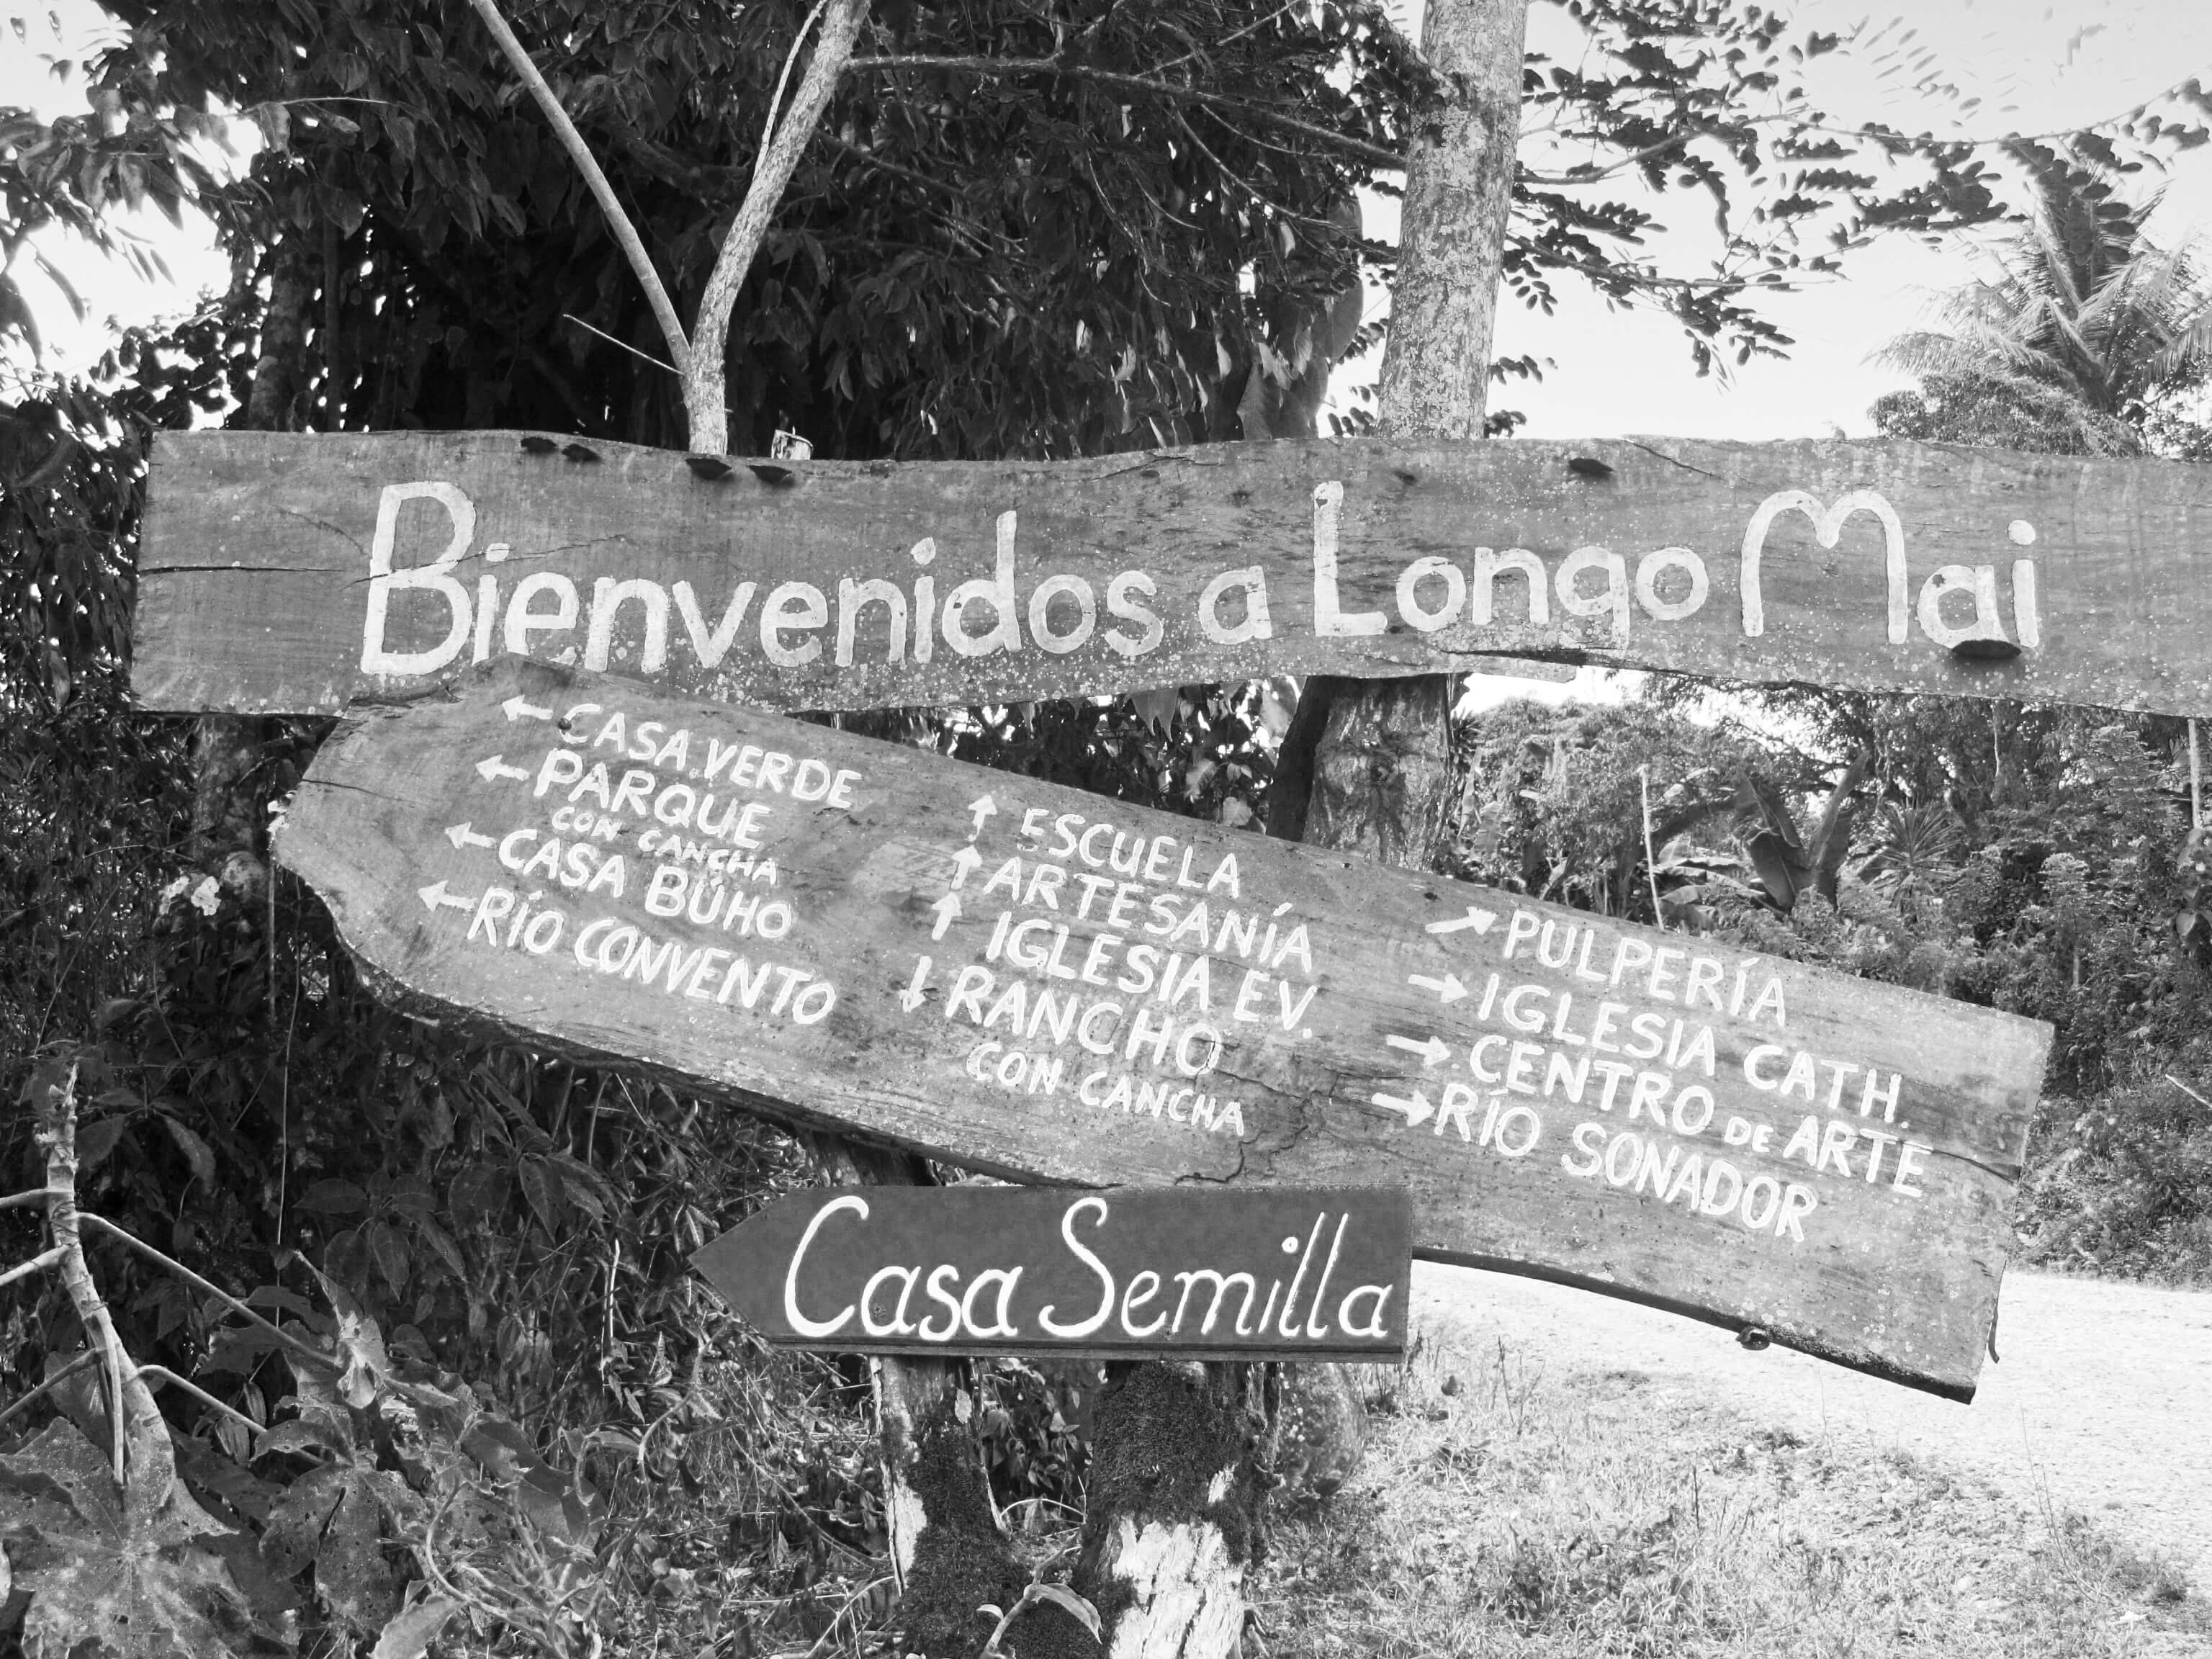 Bienvenidos a Longo Mai
← CASA VERDE
← PARQUE
CON CANCHA
← CASA BÚHO
← RÍO CONVENTO
↑ ESCUELA
↑ ARTESANÍA
↑ IGLESIA EV.
↓ RANCHO
CON CANCHA
→ PULPERÍA
→ IGLESIA CATH.
→ CENTRO DE ARTE
→ RÍO SONADOR
Casa Semilla